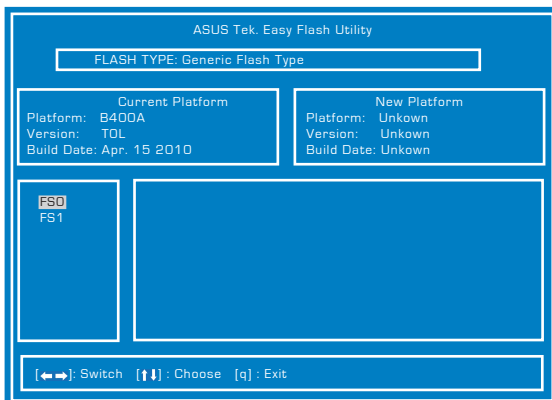 ASUS Tek. Easy Flash Utility
FLASH TYPE: Generic Flash Type
Current Platform
Platform: B400A
Version: TOL
Build Date: Apr. 15 2010
New Platform
Platform: Unkown
Version: Unkown
Build Date: Unkown
FS0
FS1
[←→]: Switch [↑↓] : Choose [q] : Exit